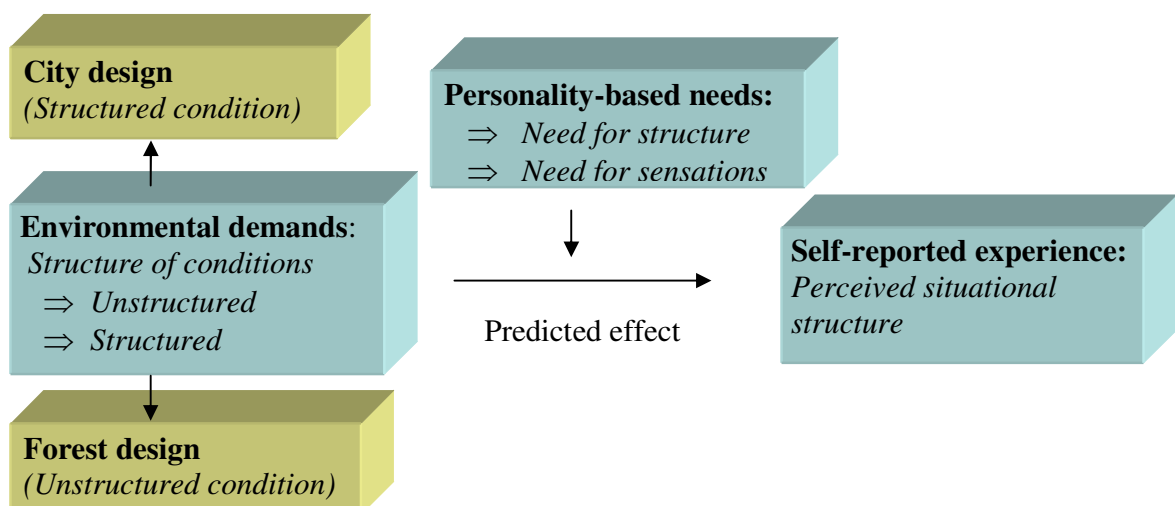 City design
(Structured condition)
Personality-based needs:
⇒ Need for structure
⇒ Need for sensations
Environmental demands:
Structure of conditions
⇒ Unstructured
⇒ Structured
Predicted effect
Self-reported experience:
Perceived situational
structure
Forest design
(Unstructured condition)